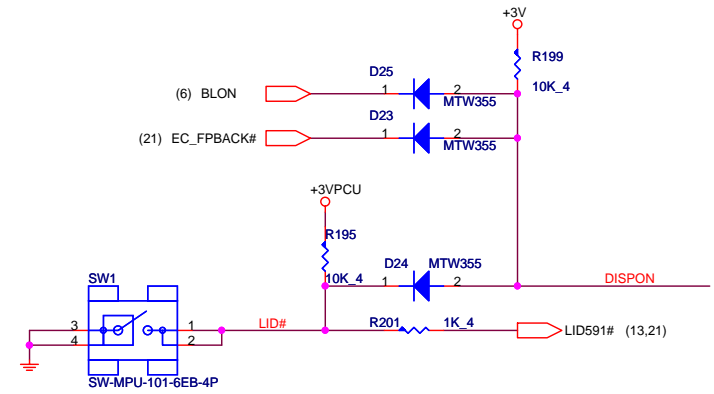 +3V
R199
10K_4
D25
(6) BLON
1
2
MTW355
D23
(21) EC_FPBACK#
1
2
MTW355
+3VPCU
R195
10K_4
D24
MTW355
1
2
DISPON
SW1
3
4
1
2
LID#
R201
1K_4
LID591# (13,21)
SW-MPU-101-6EB-4P